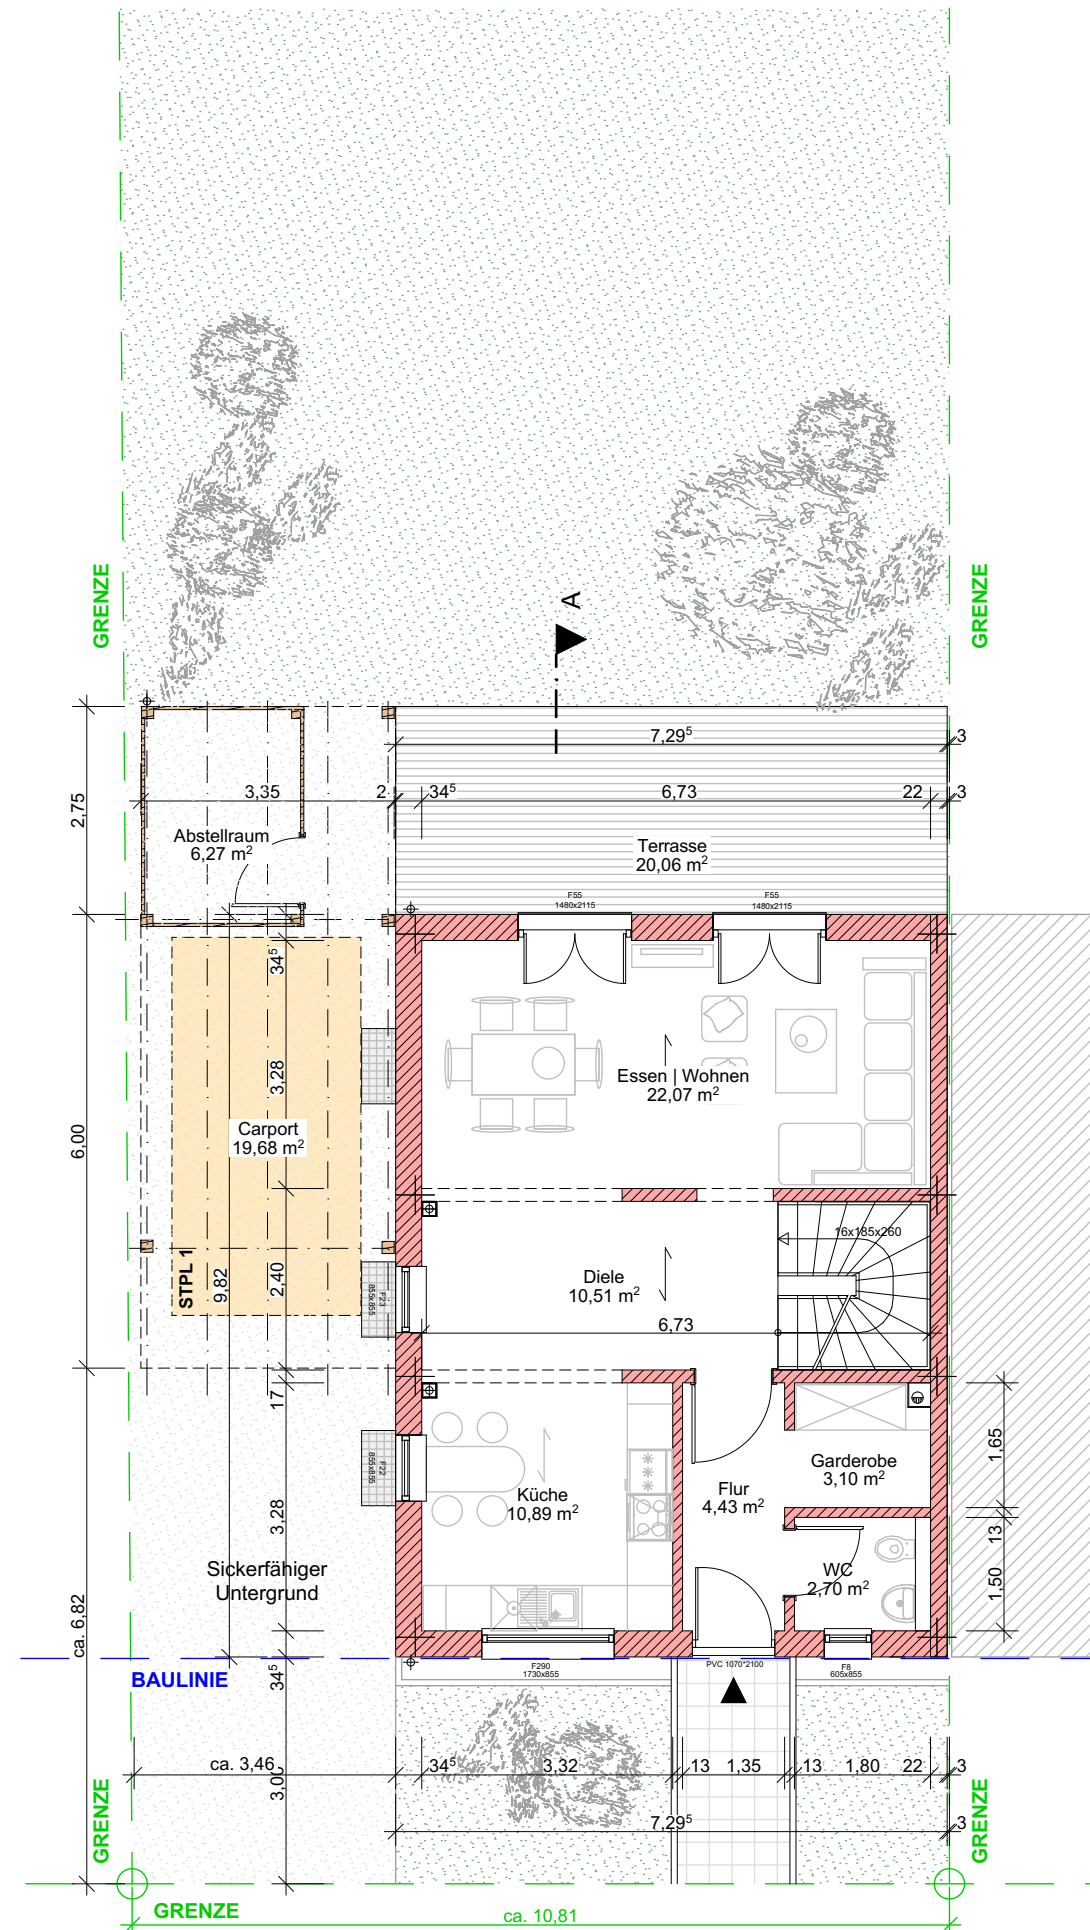 GRENZE
GRENZE
A
7,29⁵
3
2,75
3,35
2
34⁵
6,73
22
3
Abstellraum
6,27 m²
Terrasse
20,06 m²
F55
1480x2115
F55
1480x2115
34⁵
3,28
Essen | Wohnen
22,07 m²
Carport
19,68 m²
6,00
STPL 1
9,82
2,40
F23
855x855
Diele
10,51 m²
16x185x260
6,73
17
F22
855x855
Garderobe
3,10 m²
1,65
Küche
10,89 m²
Flur
4,43 m²
3,28
13
Sickerfähiger
Untergrund
WC
2,70 m²
1,50
ca. 6,82
BAULINIE
34⁵
F290
1730x855
PVC 1070*2100
F8
605x855
ca. 3,46
3,00
34⁵
3,32
13
1,35
13
1,80
22
3
7,29⁵
3
GRENZE
GRENZE
GRENZE
ca. 10,81